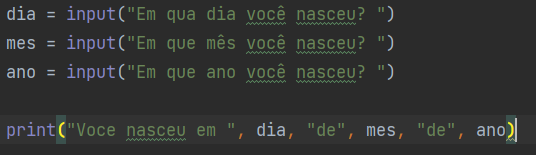 dia = input("Em qua dia você nasceu? ")
mes = input("Em que mês você nasceu? ")
ano = input("Em que ano você nasceu? ")
print("Voce nasceu em ", dia, "de", mes, "de", ano)